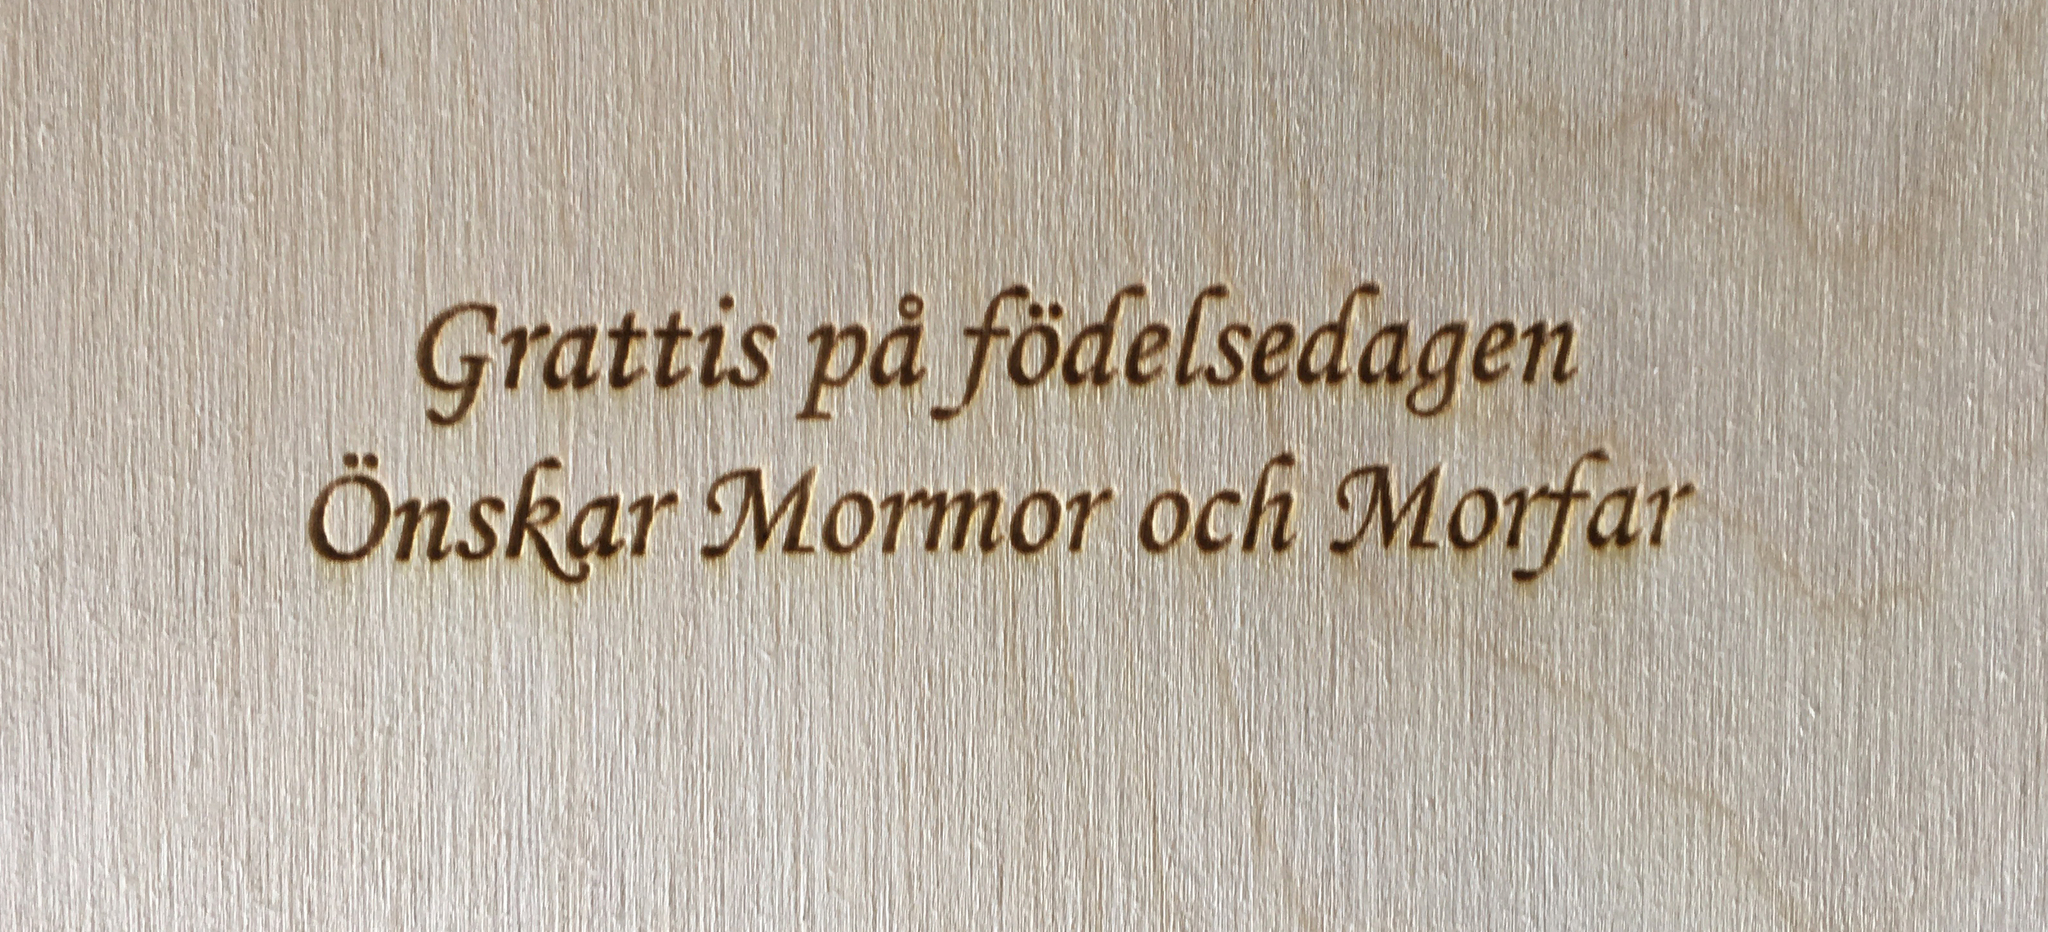 Grattis på födelsedagen
Önskar Mormor och Morfar